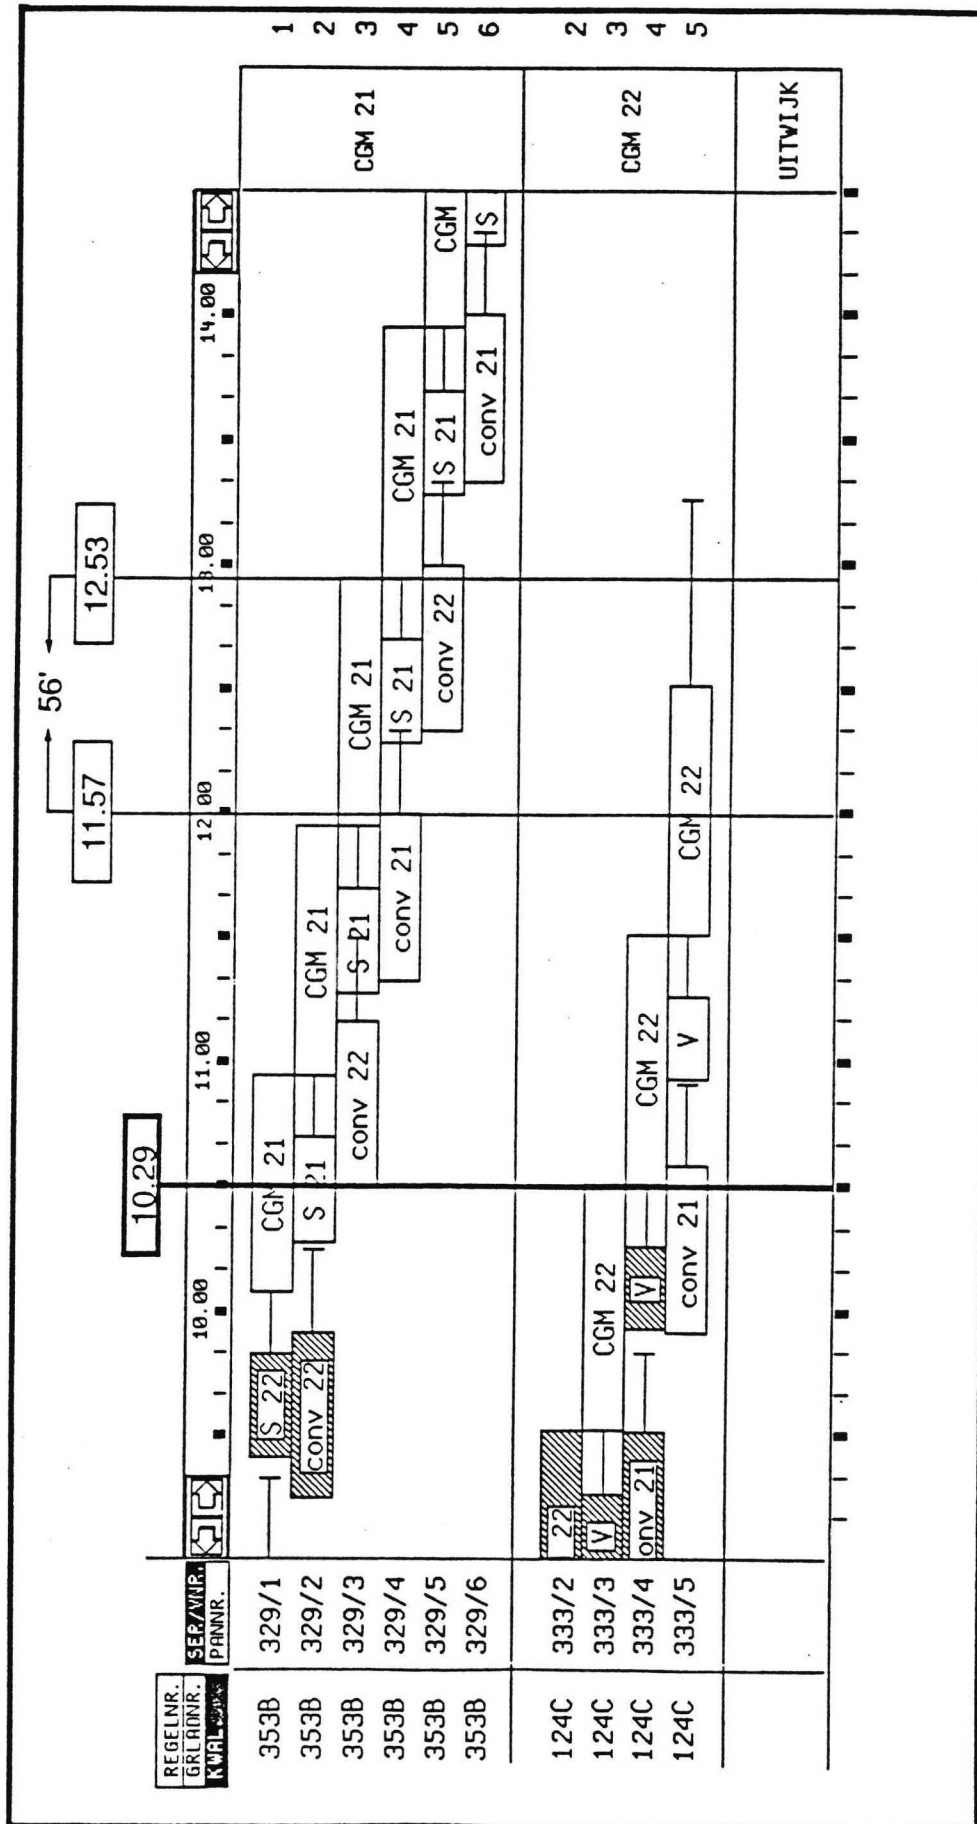 56'
11.57 12.53
10.29
REGELNR.
GRLADNR.
SER/VNR.
PANNR.
10.00 11.00 12.00 13.00 14.00
353B 329/1 S 22 CGM 21 1
353B 329/2 conv 22 S 21 CGM 21 2
353B 329/3 conv 22 S 21 CGM 21 3
353B 329/4 conv 21 S 21 CGM 21 4
353B 329/5 conv 22 S 21 CGM 5
353B 329/6 conv 21 S 6
CGM 21
124C 333/2 22 2
124C 333/3 V CGM 22 3
124C 333/4 onv 21 V CGM 22 4
124C 333/5 conv 21 V CGM 22 5
CGM 22
UITWIJK